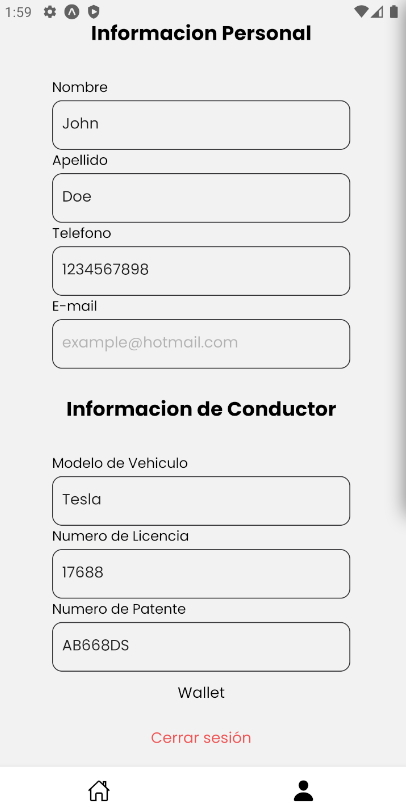 1:59
Informacion Personal
Nombre
John
Apellido
Doe
Telefono
1234567898
E-mail
example@hotmail.com
Informacion de Conductor
Modelo de Vehiculo
Tesla
Numero de Licencia
17688
Numero de Patente
AB668DS
Wallet
Cerrar sesión